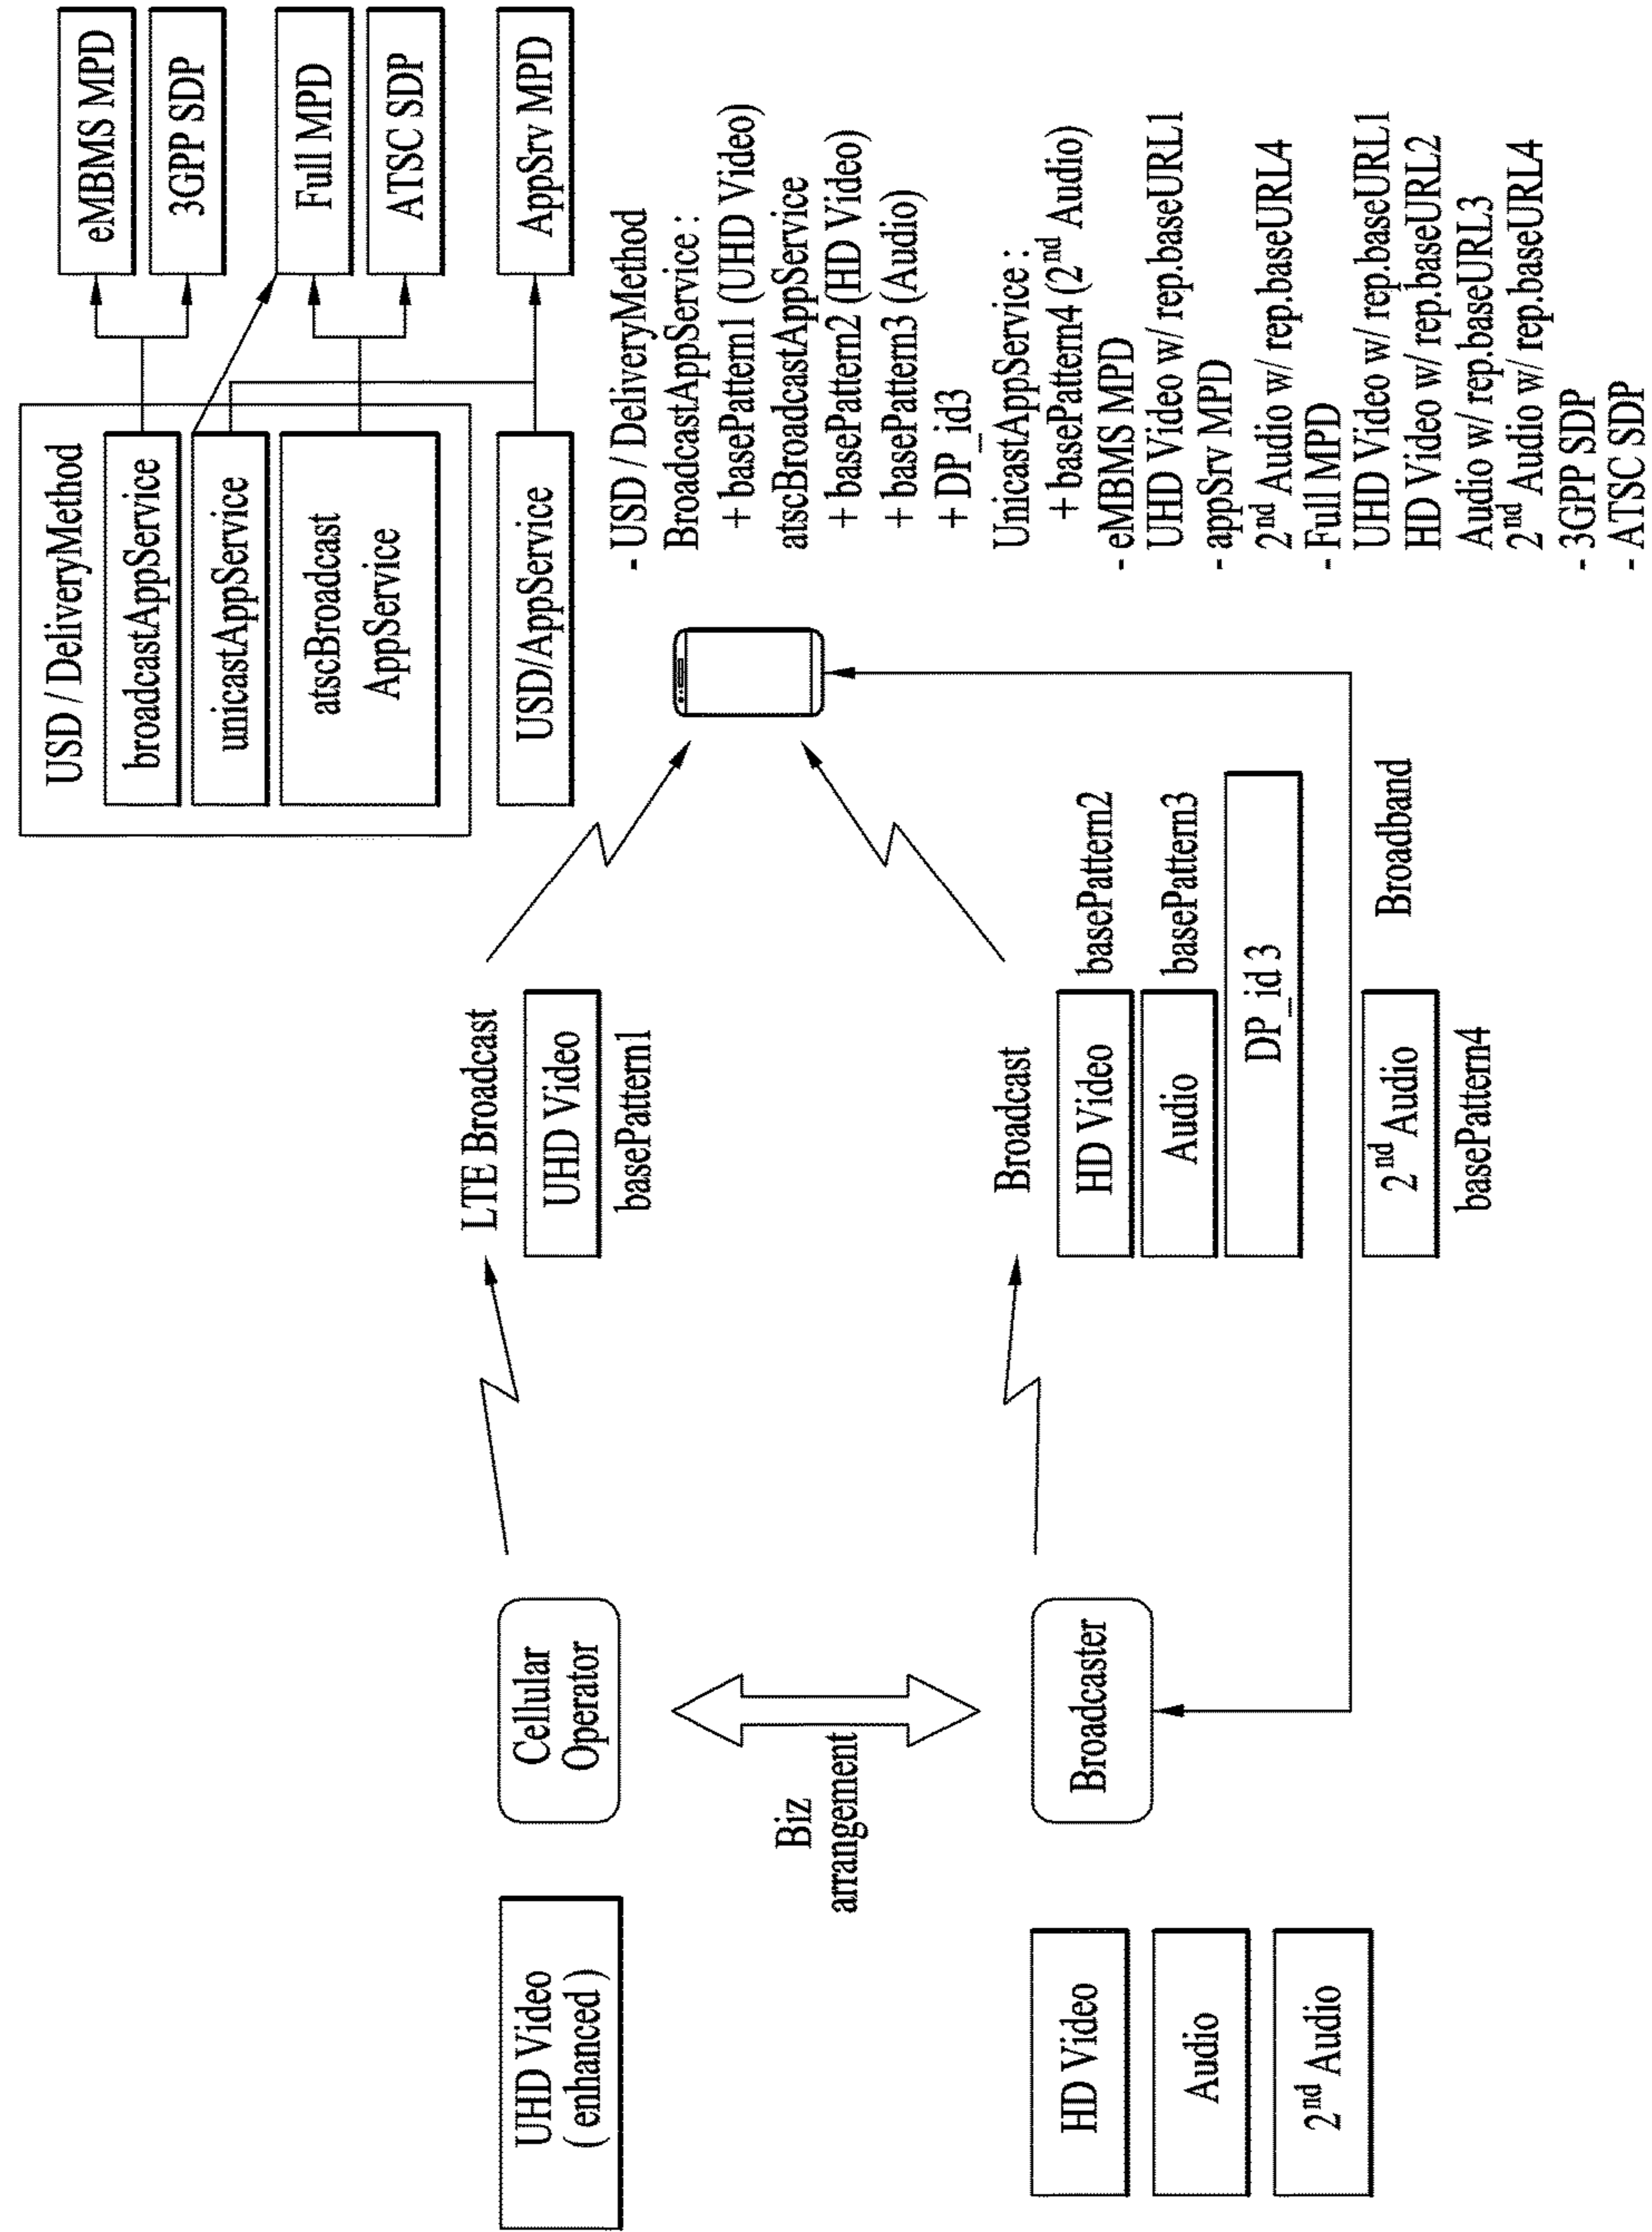 UHD Video
( enhanced )
HD Video
Audio
2nd Audio
Cellular
Operator
Biz
arrangement
Broadcaster
LTE Broadcast
UHD Video
basePattern1
Broadcast
HD Video
basePattern2
Audio
basePattern3
DP_id 3
Broadband
2 nd Audio
basePattern4
USD / DeliveryMethod
broadcastAppService
unicastAppService
atscBroadcast
AppService
USD/AppService
eMBMS MPD
3GPP SDP
Full MPD
ATSC SDP
AppSrv MPD
- USD / DeliveryMethod
BroadcastAppService :
+ basePattern1 (UHD Video)
atscBroadcastAppService
+ basePattern2 (HD Video)
+ basePattern3 (Audio)
+ DP_id3
UnicastAppService :
+ basePattern4 (2nd Audio)
- eMBMS MPD
UHD Video w/ rep.baseURL1
- appSrv MPD
2nd Audio w/ rep.baseURL4
- Full MPD
UHD Video w/ rep.baseURL1
HD Video w/ rep.baseURL2
Audio w/ rep.baseURL3
2nd Audio w/ rep.baseURL4
- 3GPP SDP
- ATSC SDP